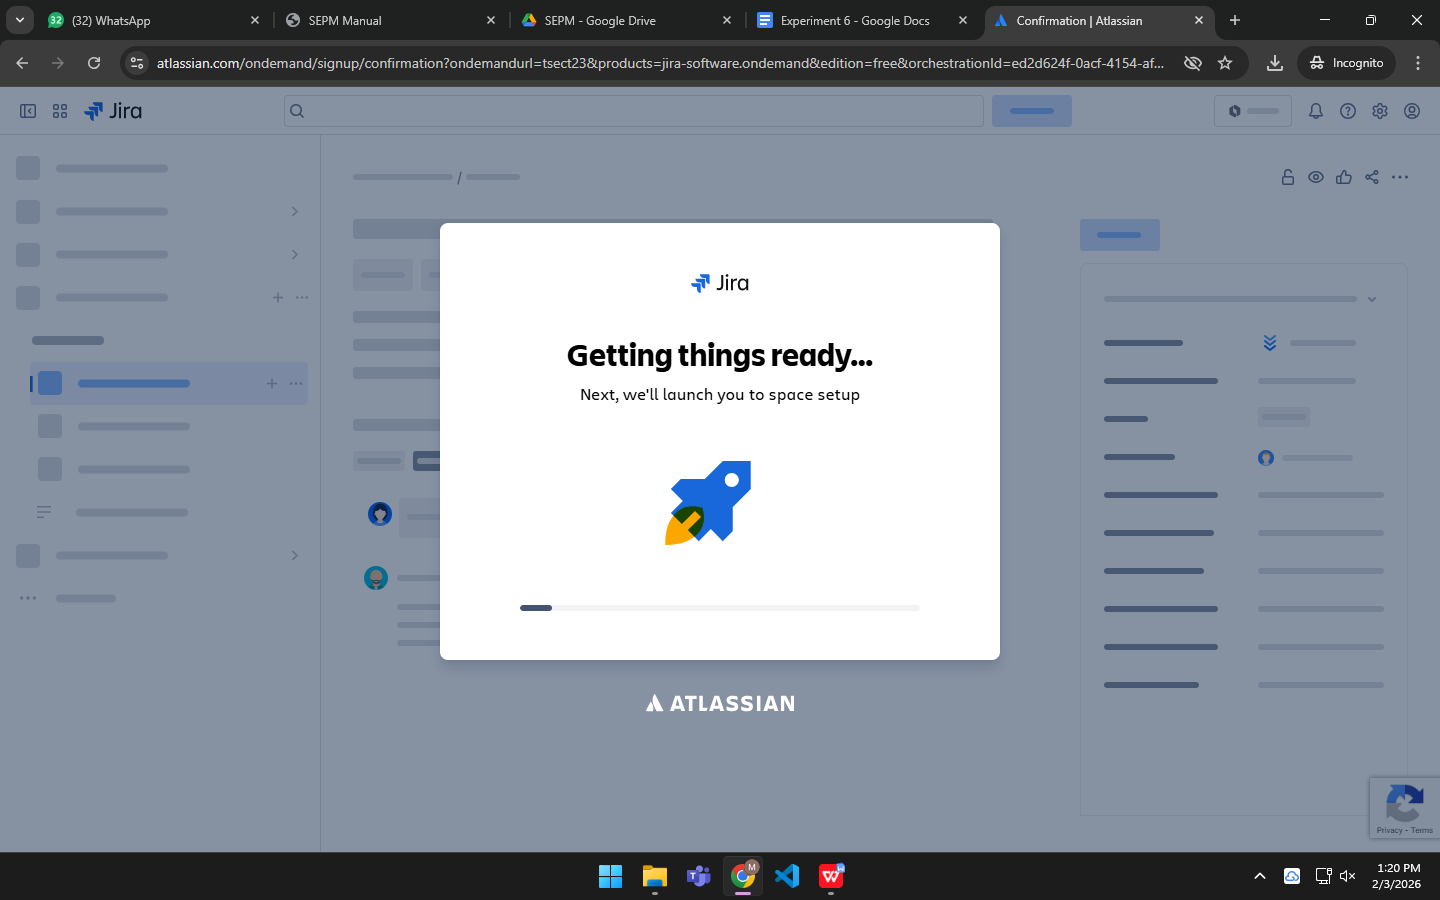 (32) WhatsApp
SEPM Manual
SEPM - Google Drive
Experiment 6 - Google Docs
Confirmation | Atlassian
atlassian.com/ondemand/signup/confirmation?ondemandurl=tsect23&products=jira-software.ondemand&edition=free&orchestrationId=ed2d624f-0acf-4154-af...
Incognito
Jira
/
Jira
Getting things ready...
Next, we'll launch you to space setup
ATLASSIAN
Privacy - Terms
1:20 PM
2/3/2026